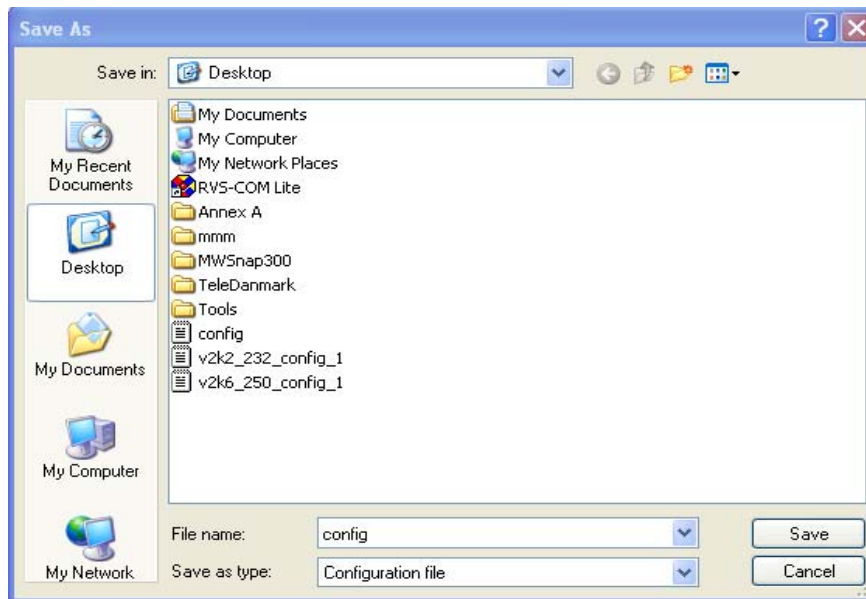 Save As
Save in:
Desktop
My Recent
Documents
Desktop
My Documents
My Computer
My Network
My Documents
My Computer
My Network Places
RVS-COM Lite
Annex A
mmm
MWSnap300
TeleDanmark
Tools
config
v2k2_232_config_1
v2k6_250_config_1
File name:
config
Save
Save as type:
Configuration file
Cancel